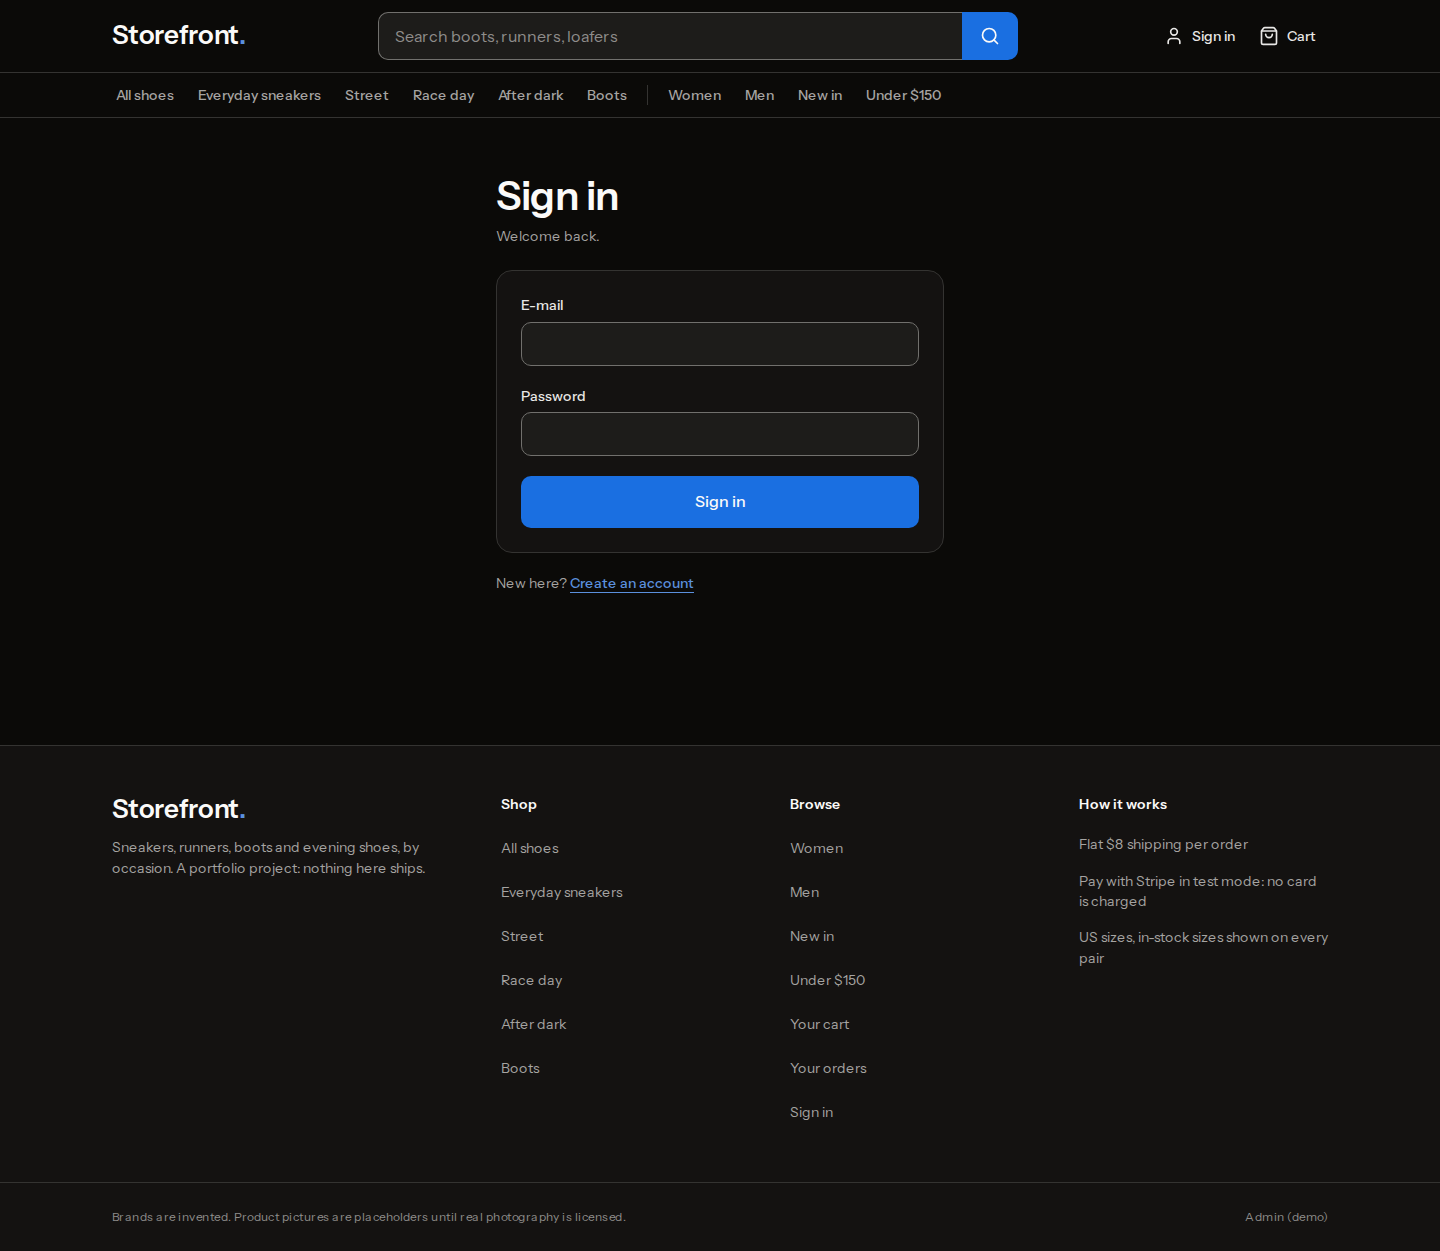 Storefront.
Search boots, runners, loafers
Sign in
Cart
All shoes
Everyday sneakers
Street
Race day
After dark
Boots
Women
Men
New in
Under $150
Sign in
Welcome back.
E-mail
Password
Sign in
New here? Create an account
Storefront.
Sneakers, runners, boots and evening shoes, by
occasion. A portfolio project: nothing here ships.
Shop
All shoes
Everyday sneakers
Street
Race day
After dark
Boots
Browse
Women
Men
New in
Under $150
Your cart
Your orders
Sign in
How it works
Flat $8 shipping per order
Pay with Stripe in test mode: no card
is charged
US sizes, in-stock sizes shown on every
pair
Brands are invented. Product pictures are placeholders until real photography is licensed.
Admin (demo)